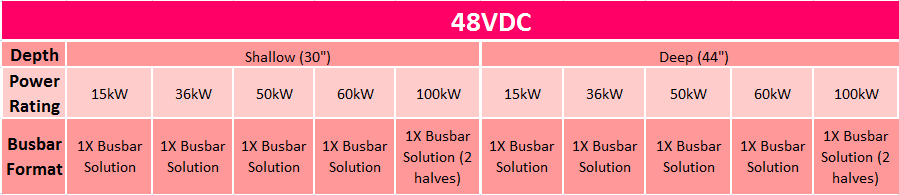 48VDC
Depth Shallow (30") Deep (44")
Power
Rating 15kW 36kW 50kW 60kW 100kW 15kW 36kW 50kW 60kW 100kW
Busbar
Format
1X Busbar
Solution
1X Busbar
Solution
1X Busbar
Solution
1X Busbar
Solution
1X Busbar
Solution (2
halves)
1X Busbar
Solution
1X Busbar
Solution
1X Busbar
Solution
1X Busbar
Solution
1X Busbar
Solution (2
halves)